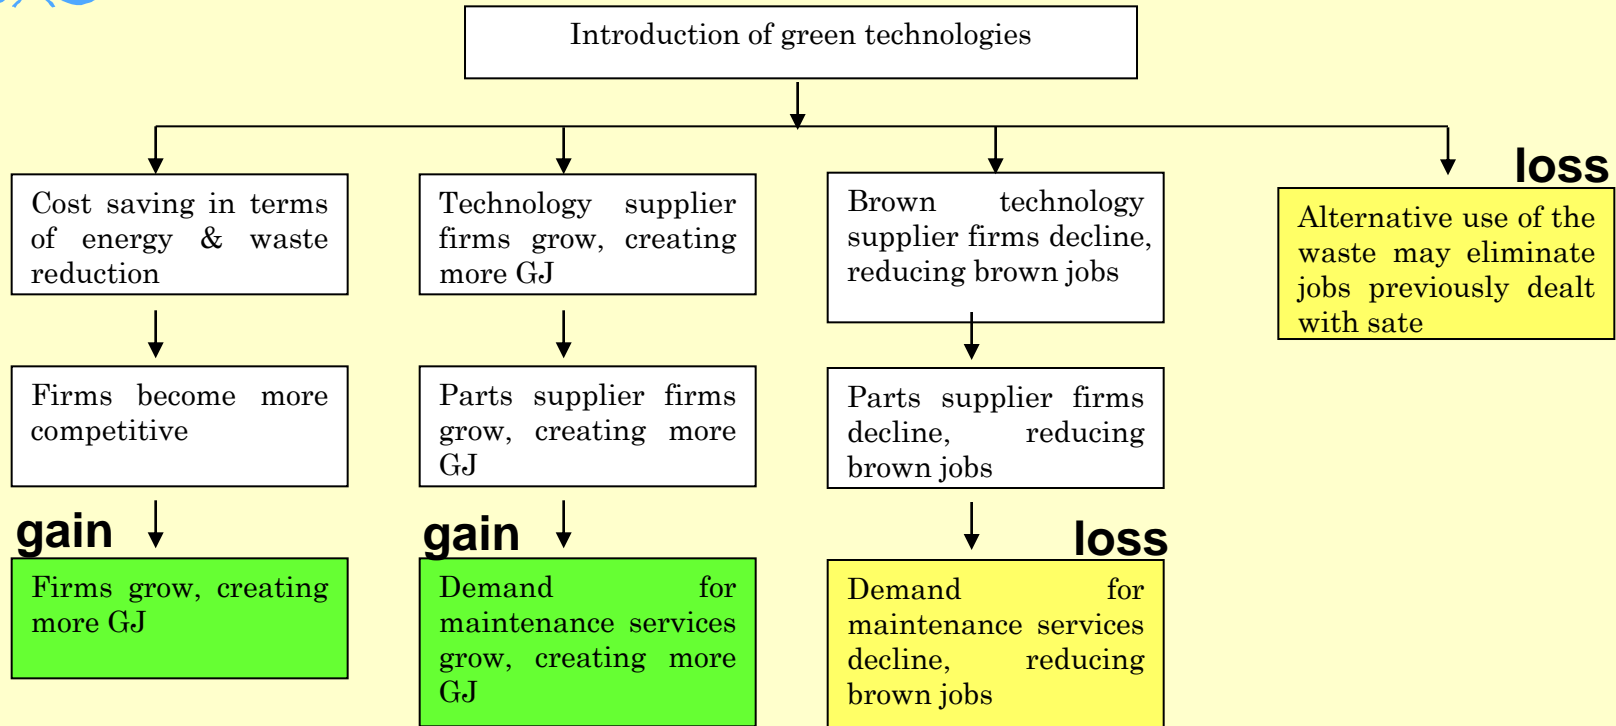 Introduction of green technologies
Cost saving in terms
of energy & waste
reduction
Firms become more
competitive
gain
Firms grow, creating
more GJ
Technology supplier
firms grow, creating
more GJ
Parts supplier firms
grow, creating more
GJ
gain
Demand for
maintenance services
grow, creating more
GJ
Brown technology
supplier firms decline,
reducing brown jobs
Parts supplier firms
decline, reducing
brown jobs
loss
Demand for
maintenance services
decline, reducing
brown jobs
loss
Alternative use of the
waste may eliminate
jobs previously dealt
with sate